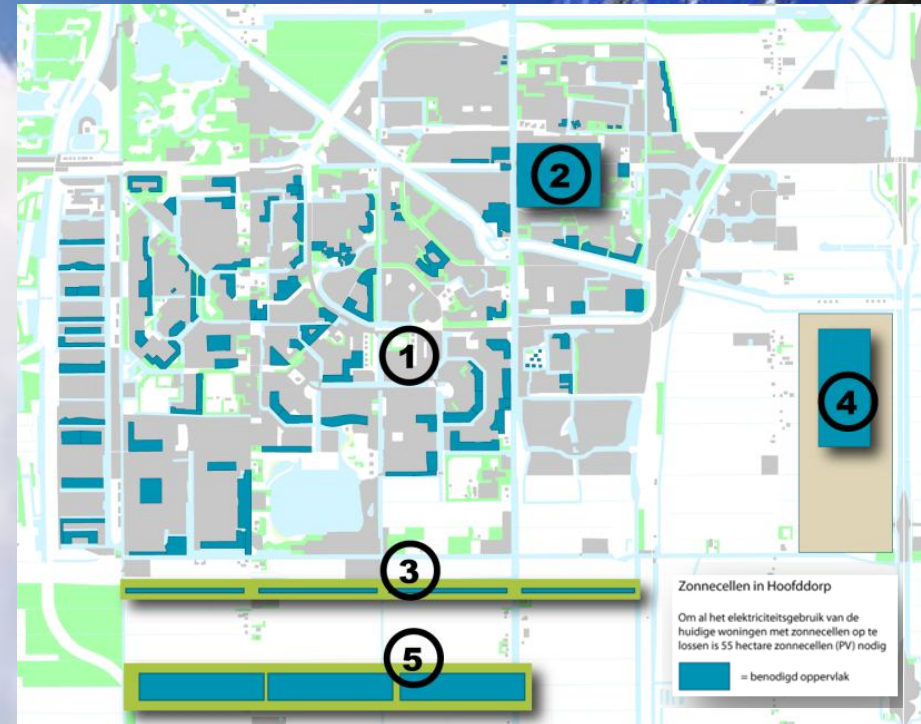 2
1
4
3
5
Zonnecellen in Hoofddorp
Om al het elektriciteitsgebruik van de
huidige woningen met zonnecellen op te
lossen is 55 hectare zonnecellen (PV) nodig
= benodigd oppervlak